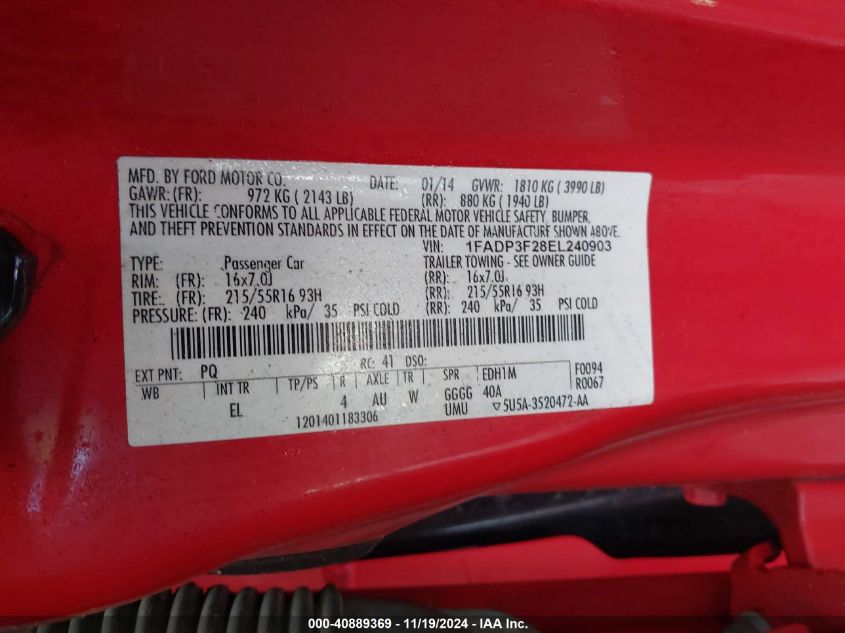 MFD. BY FORD MOTOR CO. DATE: 01/14 GVWR: 1810 KG ( 3990 LB)
GAWR: (FR): 972 KG ( 2143 LB) (RR): 880 KG ( 1940 LB)
THIS VEHICLE CONFORMS TO ALL APPLICABLE FEDERAL MOTOR VEHICLE SAFETY, BUMPER,
AND THEFT PREVENTION STANDARDS IN EFFECT ON THE DATE OF MANUFACTURE SHOWN ABOVE.
VIN: 1FADP3F28EL240903
TYPE: Passenger Car TRAILER TOWING - SEE OWNER GUIDE
RIM: (FR): 16x7.0J (RR): 16x7.0J
TIRE: (FR): 215/55R16 93H (RR): 215/55R16 93H
PRESSURE: (FR): 240 kPa/ 35 PSI COLD (RR): 240 kPa/ 35 PSI COLD
EXT PNT: PQ RC: 41 DSO:
WB INT TR TP/PS R AXLE TR SPR EDH1M F0094
EL 4 AU W GGGG 40A R0067
1201401183306 UMU ▽5U5A-3520472-AA
000-40889369 - 11/19/2024 - IAA Inc.